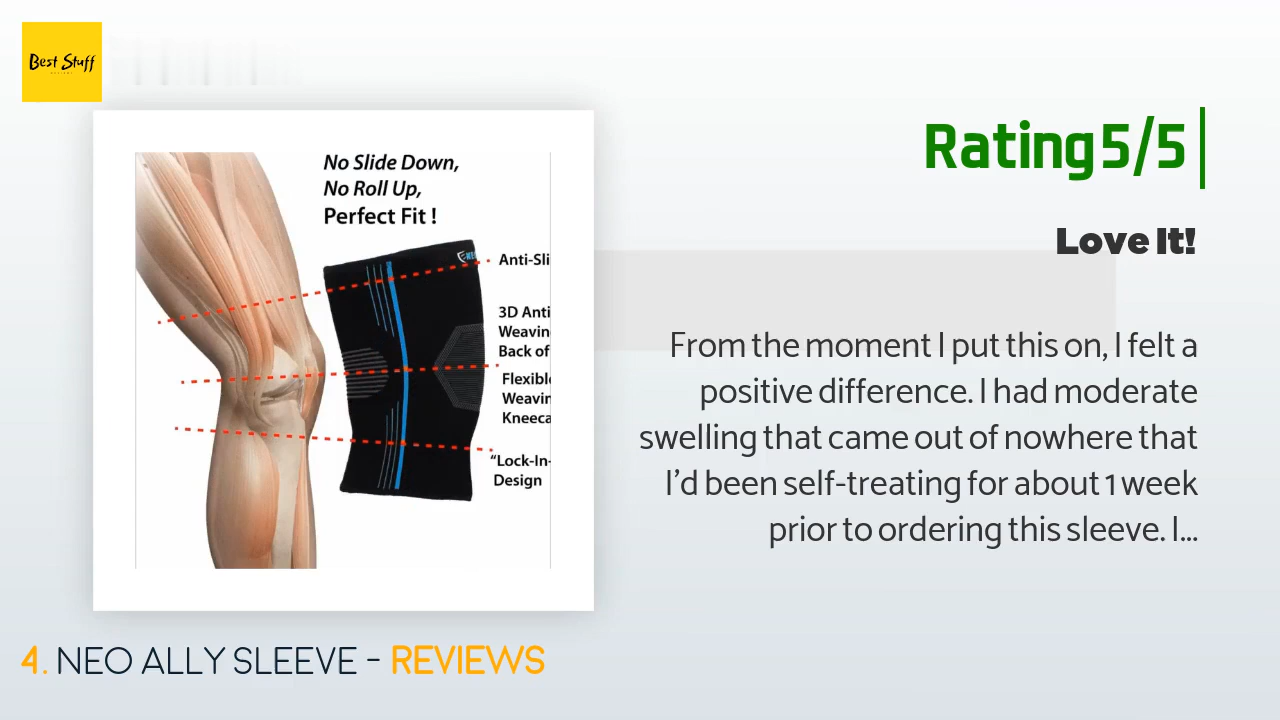 Best Stuff
No Slide Down,
No Roll Up,
Perfect Fit !
Anti-Sli
3D Anti
Weavin
Back of
Flexibl
Weavin
Kneeca
“Lock-In-
Design
Rating 5/5
Love It!
From the moment I put this on, I felt a
positive difference. I had moderate
swelling that came out of nowhere that
I’d been self-treating for about 1 week
prior to ordering this sleeve. I...
4. NEO ALLY SLEEVE - REVIEWS